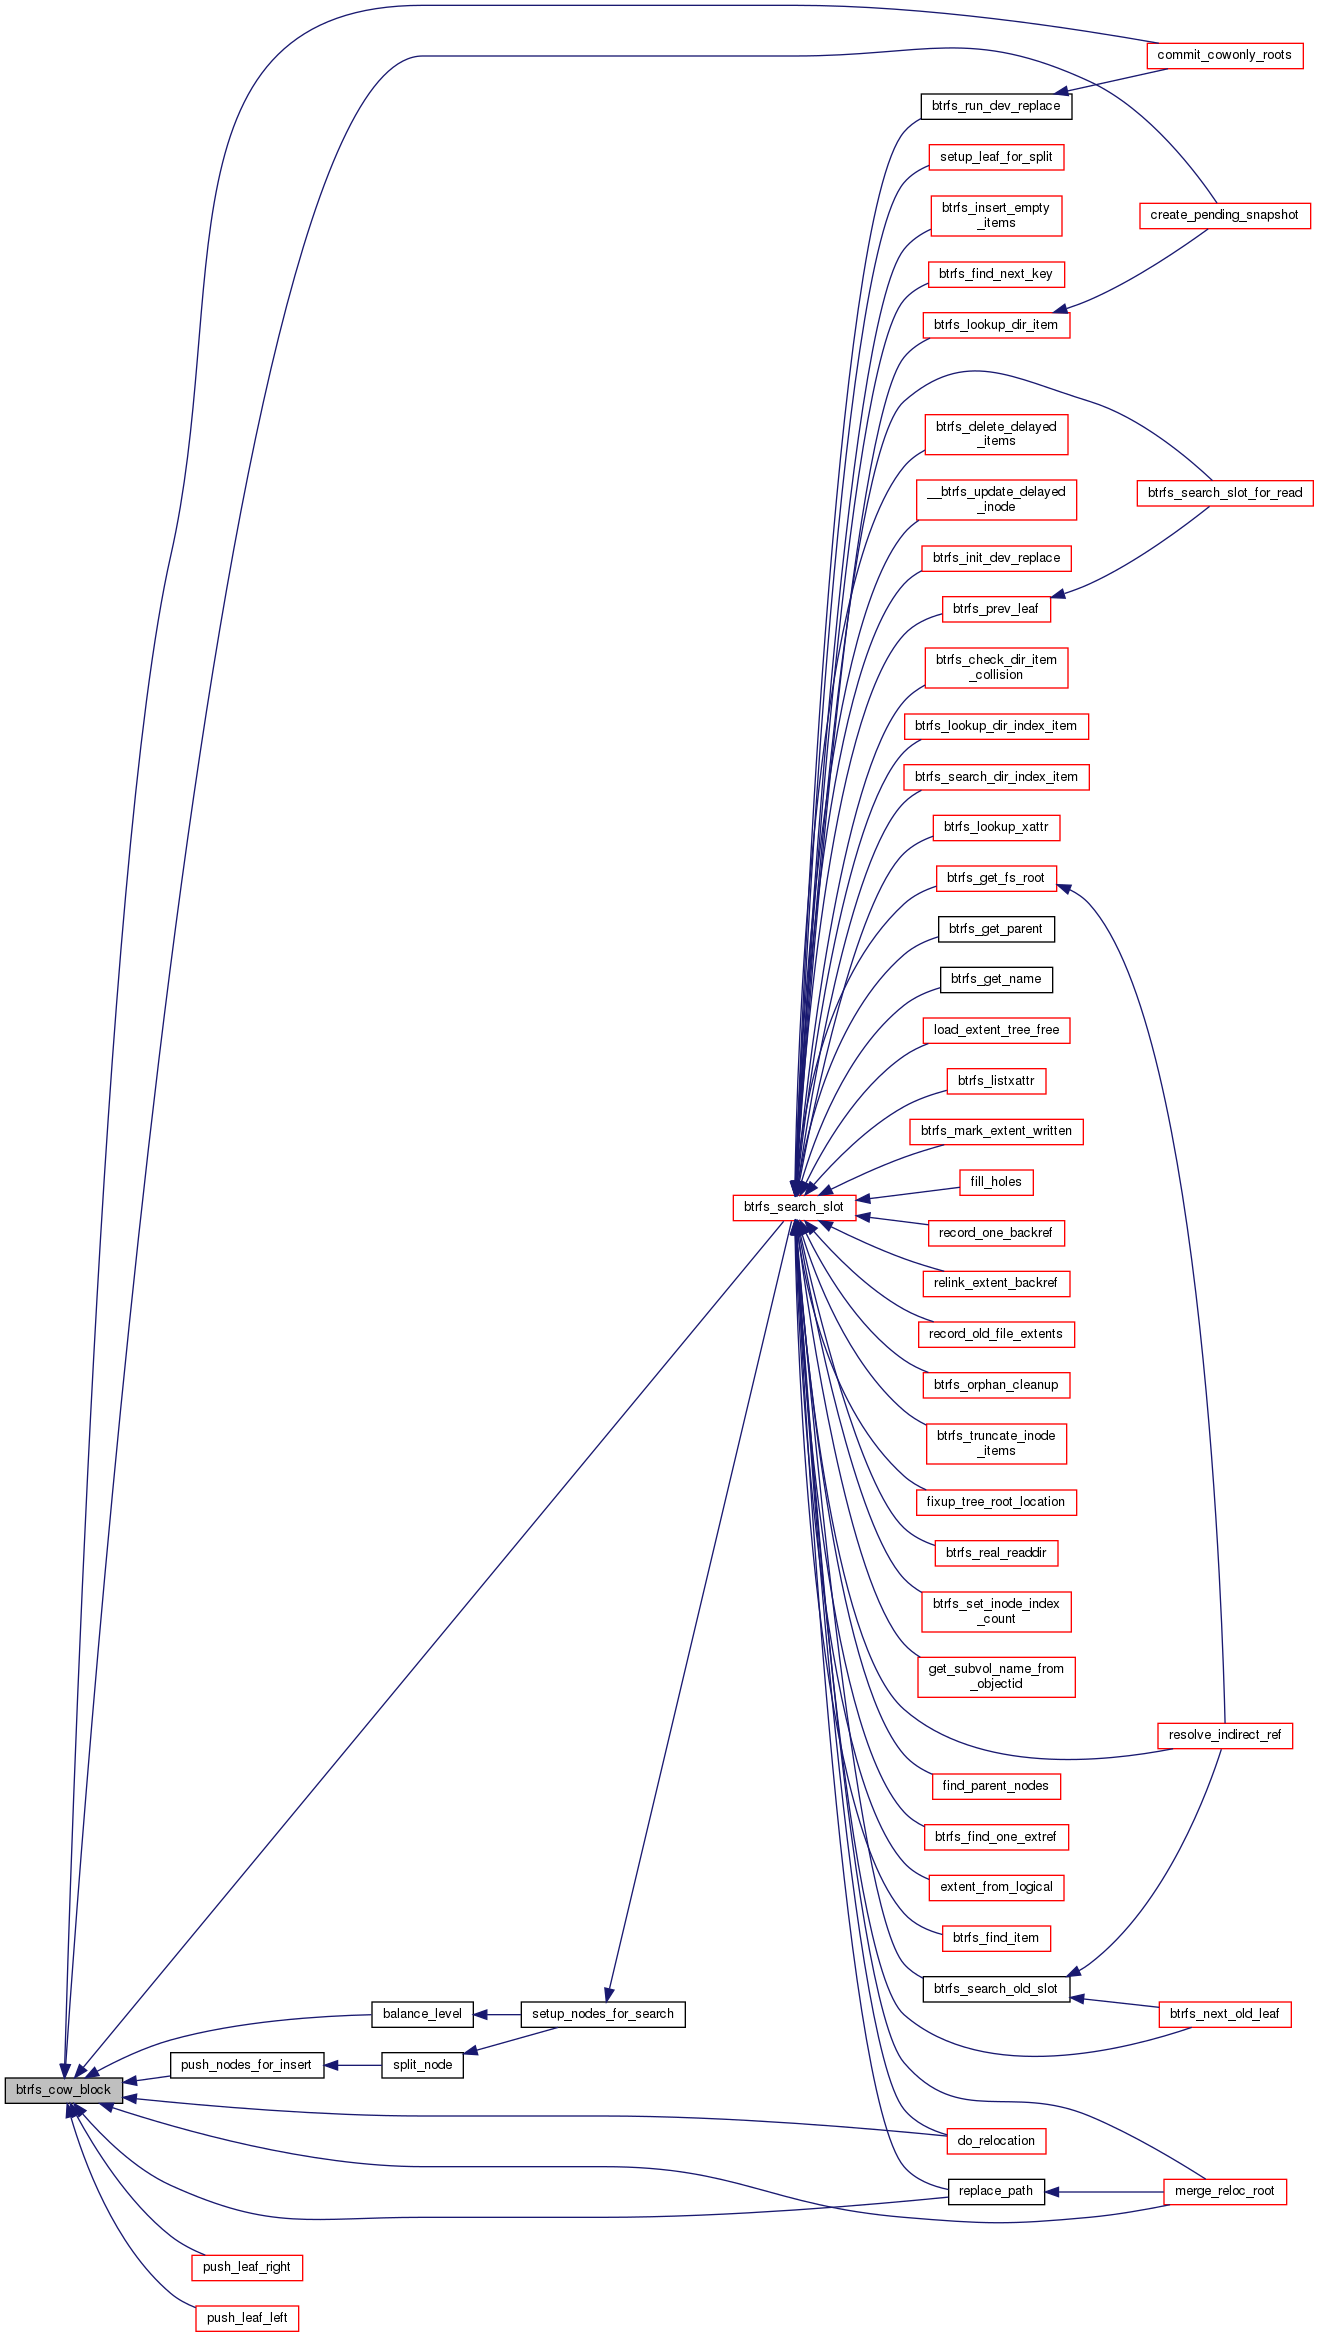 commit_cowonly_roots
btrfs_run_dev_replace
setup_leaf_for_split
btrfs_insert_empty
_items
create_pending_snapshot
btrfs_find_next_key
btrfs_lookup_dir_item
btrfs_delete_delayed
_items
__btrfs_update_delayed
_inode
btrfs_search_slot_for_read
btrfs_init_dev_replace
btrfs_prev_leaf
btrfs_check_dir_item
_collision
btrfs_lookup_dir_index_item
btrfs_search_dir_index_item
btrfs_lookup_xattr
btrfs_get_fs_root
btrfs_get_parent
btrfs_get_name
load_extent_tree_free
btrfs_listxattr
btrfs_mark_extent_written
fill_holes
btrfs_search_slot
record_one_backref
relink_extent_backref
record_old_file_extents
btrfs_orphan_cleanup
btrfs_truncate_inode
_items
fixup_tree_root_location
btrfs_real_readdir
btrfs_set_inode_index
_count
get_subvol_name_from
_objectid
resolve_indirect_ref
find_parent_nodes
btrfs_find_one_extref
extent_from_logical
btrfs_find_item
btrfs_search_old_slot
balance_level
setup_nodes_for_search
btrfs_next_old_leaf
push_nodes_for_insert
split_node
btrfs_cow_block
do_relocation
replace_path
merge_reloc_root
push_leaf_right
push_leaf_left